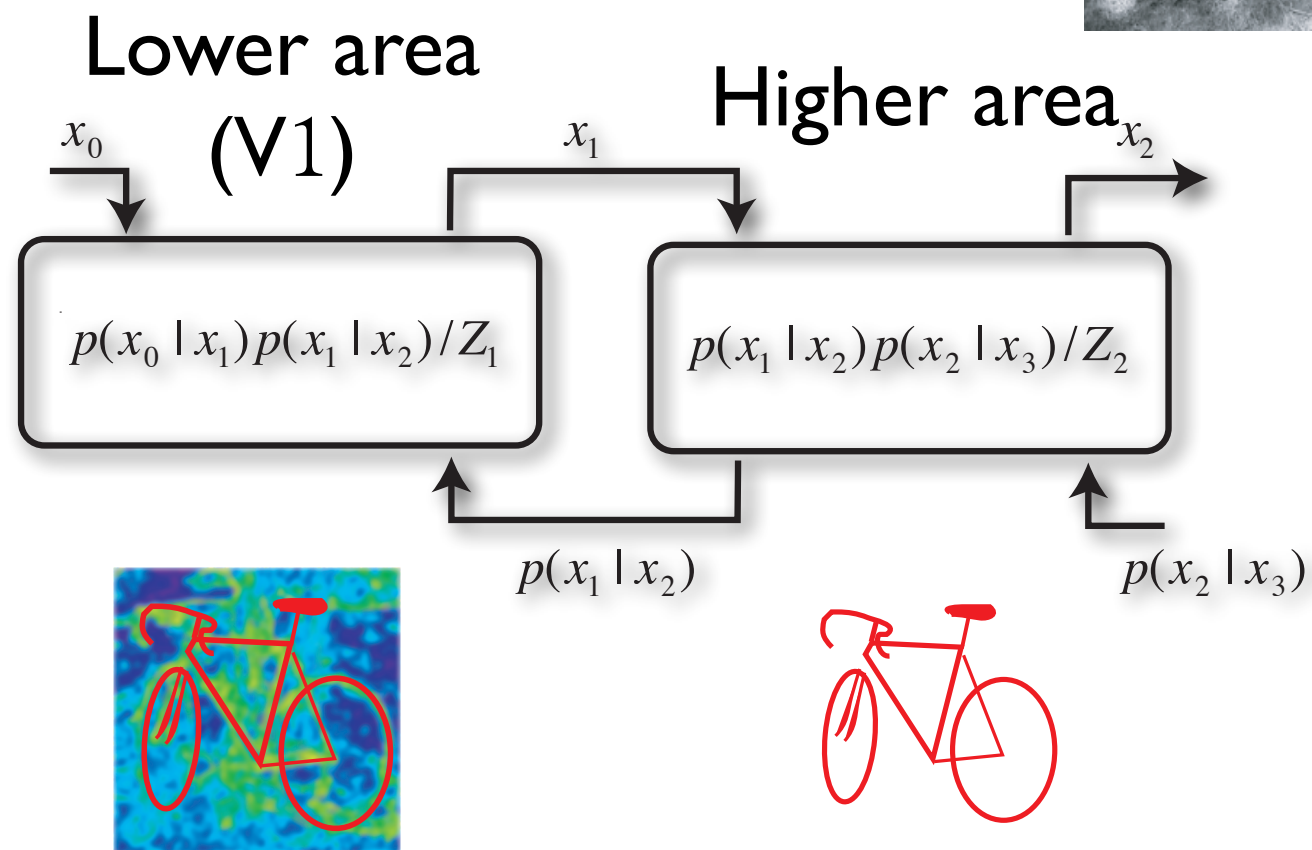 Lower area
(V1)
Higher area
x₀
x₁
x₂
p(x₀ | x₁)p(x₁ | x₂)/Z₁
p(x₁ | x₂)p(x₂ | x₃)/Z₂
p(x₁ | x₂)
p(x₂ | x₃)